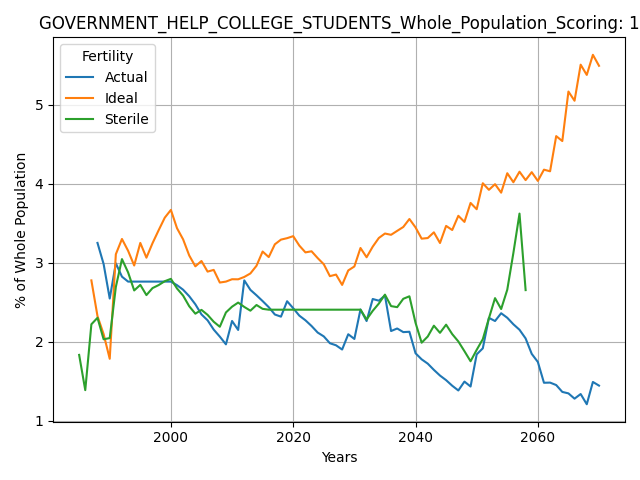 GOVERNMENT_HELP_COLLEGE_STUDENTS_Whole_Population_Scoring: 1
Fertility
Actual
Ideal
Sterile
% of Whole Population
5
4
3
2
1
2000 2020 2040 2060
Years